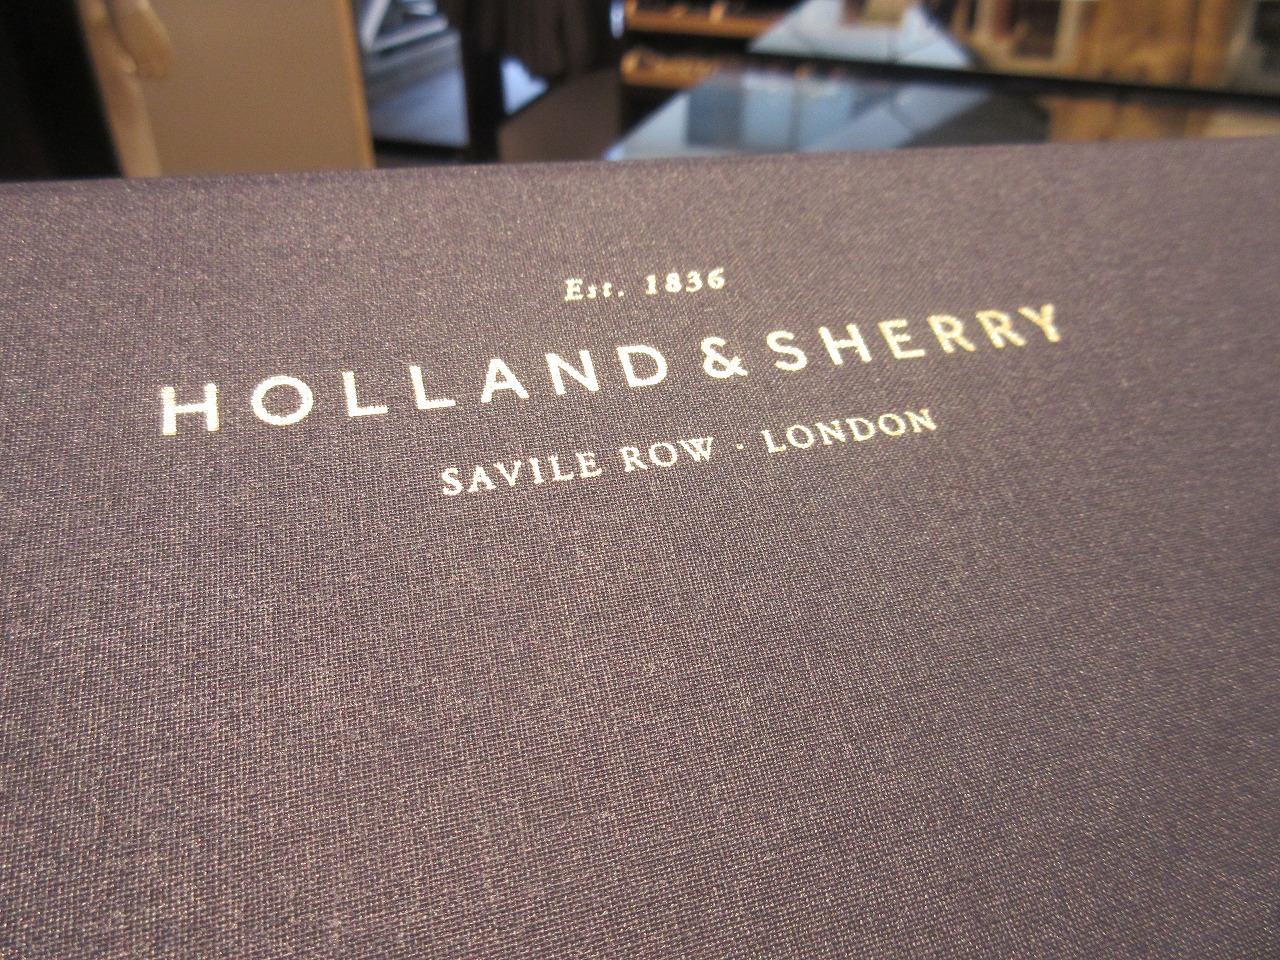 Est. 1836
HOLLAND & SHERRY
SAVILE ROW · LONDON